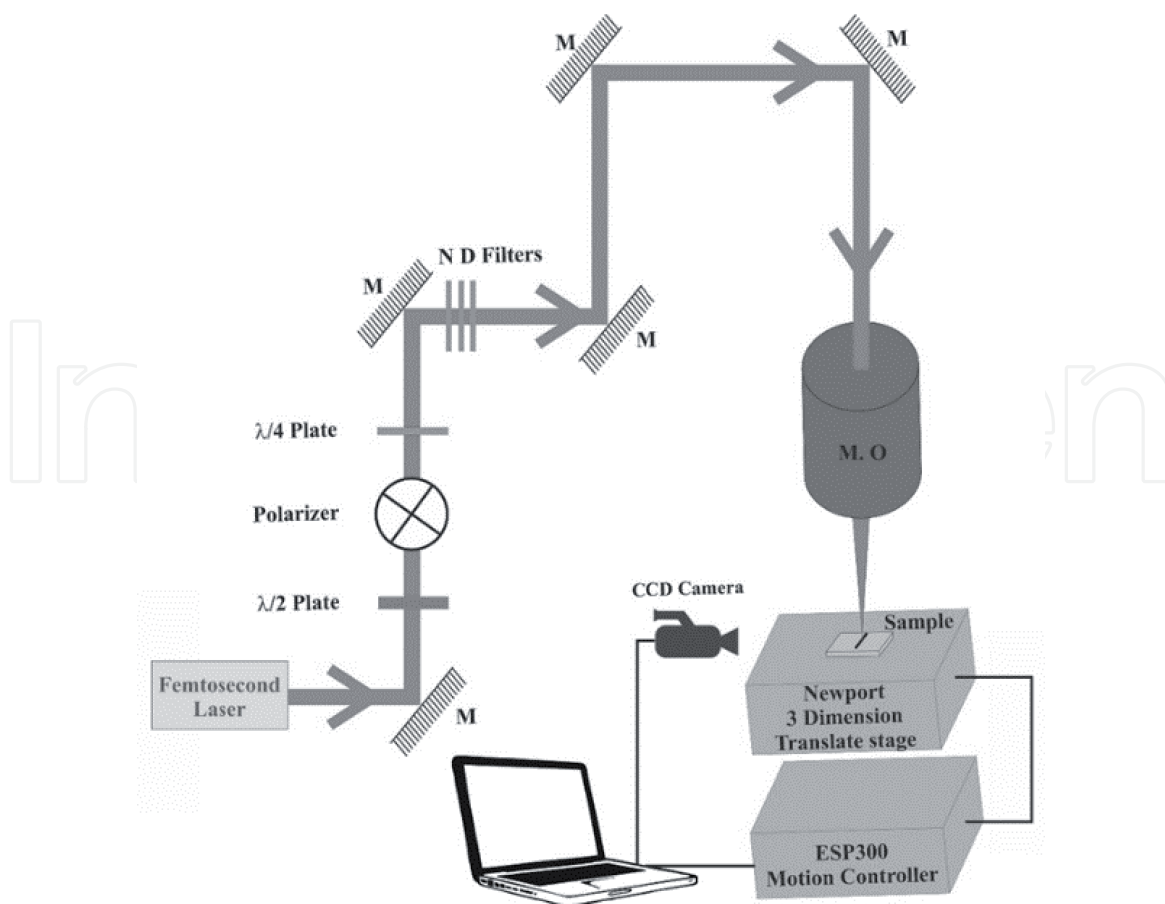 M
M
N D Filters
M
M
λ/4 Plate
M. O
Polarizer
CCD Camera
λ/2 Plate
Sample
Femtosecond
Laser
M
Newport
3 Dimension
Translate stage
ESP300
Motion Controller